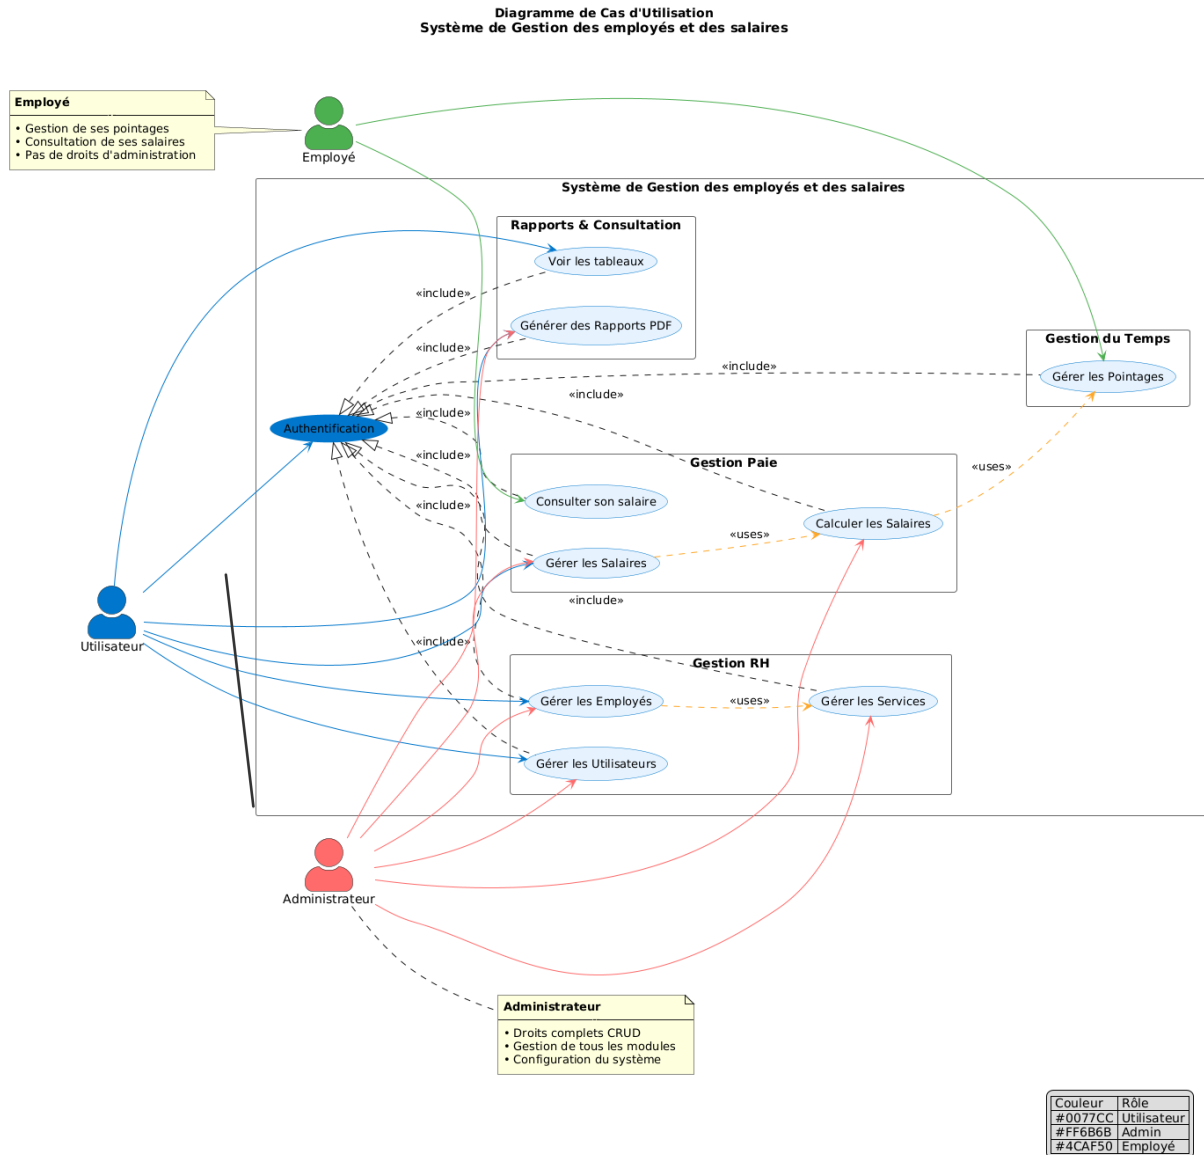 Diagramme de Cas d'Utilisation
Système de Gestion des employés et des salaires
Employé
• Gestion de ses pointages
• Consultation de ses salaires
• Pas de droits d'administration
Employé
Système de Gestion des employés et des salaires
Rapports & Consultation
Voir les tableaux
«include»
Générer des Rapports PDF
«include»
Gestion du Temps
«include»
Gérer les Pointages
«include»
«include»
Authentification
«include»
Gestion Paie
«uses»
Consulter son salaire
«include»
Calculer les Salaires
«uses»
Gérer les Salaires
«include»
Utilisateur
«include»
Gestion RH
Gérer les Employés
«uses»
Gérer les Services
Gérer les Utilisateurs
Administrateur
Administrateur
• Droits complets CRUD
• Gestion de tous les modules
• Configuration du système
Couleur Rôle
#0077CC Utilisateur
#FF6B6B Admin
#4CAF50 Employé